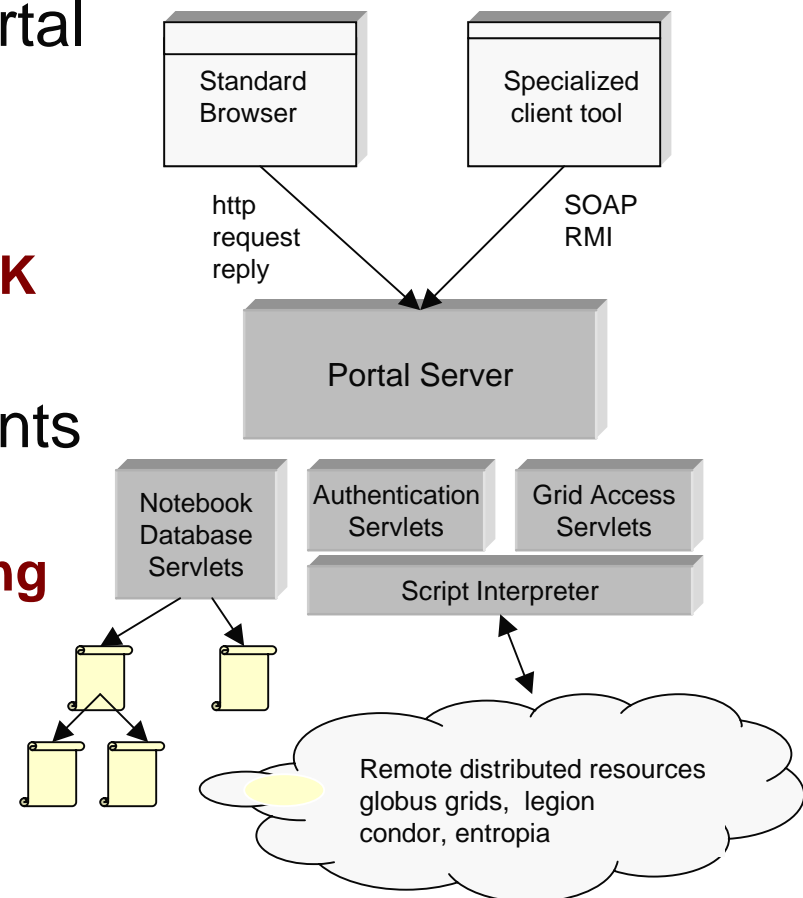 rtal
Standard
Browser
Specialized
client tool
http
request
reply
SOAP
RMI
K
Portal Server
nts
Notebook
Database
Servlets
Authentication
Servlets
Grid Access
Servlets
ng
Script Interpreter
Remote distributed resources
globus grids, legion
condor, entropia